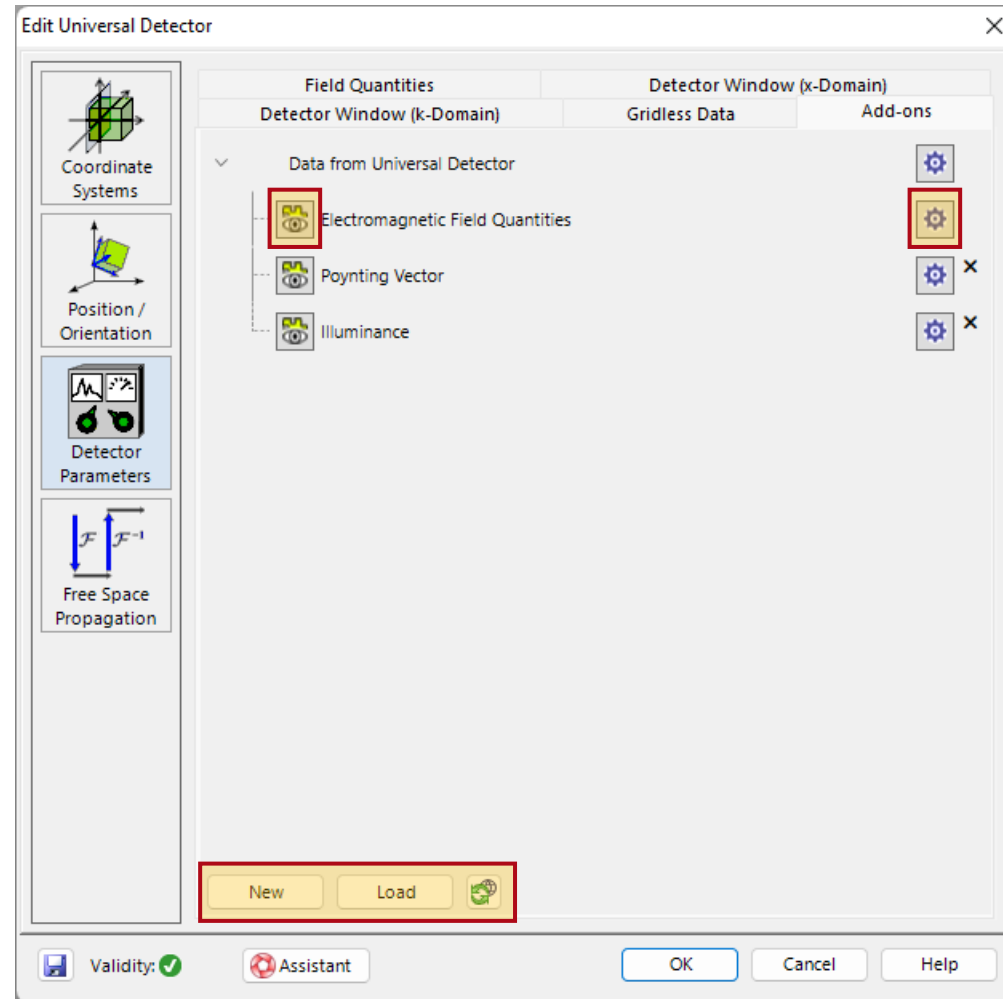 Edit Universal Detector
Coordinate
Systems
Position /
Orientation
Detector
Parameters
ℱ ℱ⁻¹
Free Space
Propagation
Field Quantities
Detector Window (x-Domain)
Detector Window (k-Domain)
Gridless Data
Add-ons
Data from Universal Detector
Electromagnetic Field Quantities
Poynting Vector
Illuminance
New
Load
Validity:
Assistant
OK
Cancel
Help